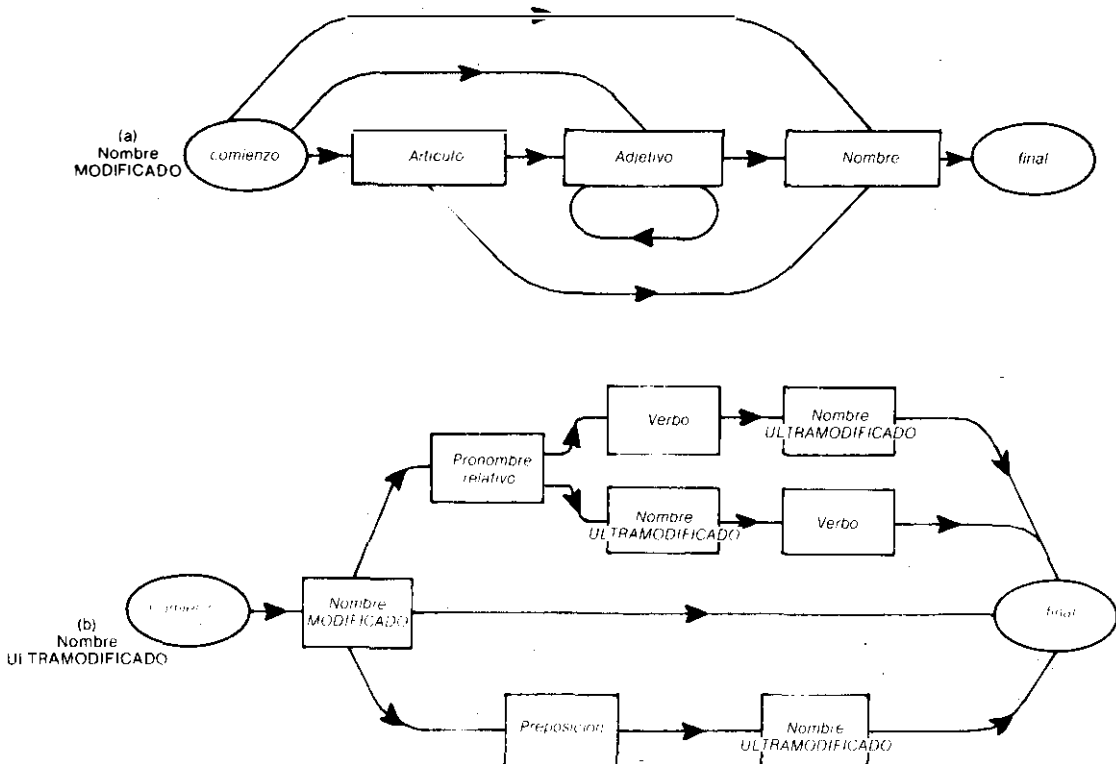 (a)
Nombre
MODIFICADO
comienzo
Articulo
Adjetivo
Nombre
final
Verbo
Nombre
ULTRAMODIFICADO
Pronombre
relativo
Nombre
ULTRAMODIFICADO
Verbo
(b)
Nombre
ULTRAMODIFICADO
Nombre
MODIFICADO
final
Preposicion
Nombre
ULTRAMODIFICADO